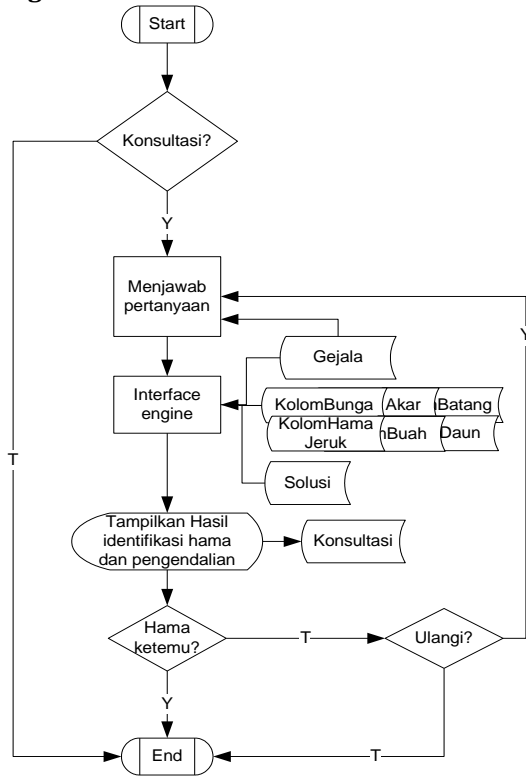 Start
Konsultasi?
Y
Menjawab
pertanyaan
Y
Gejala
Interface
engine
KolomBunga Akar Batang
KolomHama
Jeruk Buah Daun
T
Solusi
Tampilkan Hasil
identifikasi hama
dan pengendalian
Konsultasi
Hama
ketemu?
T
Ulangi?
Y
End
T